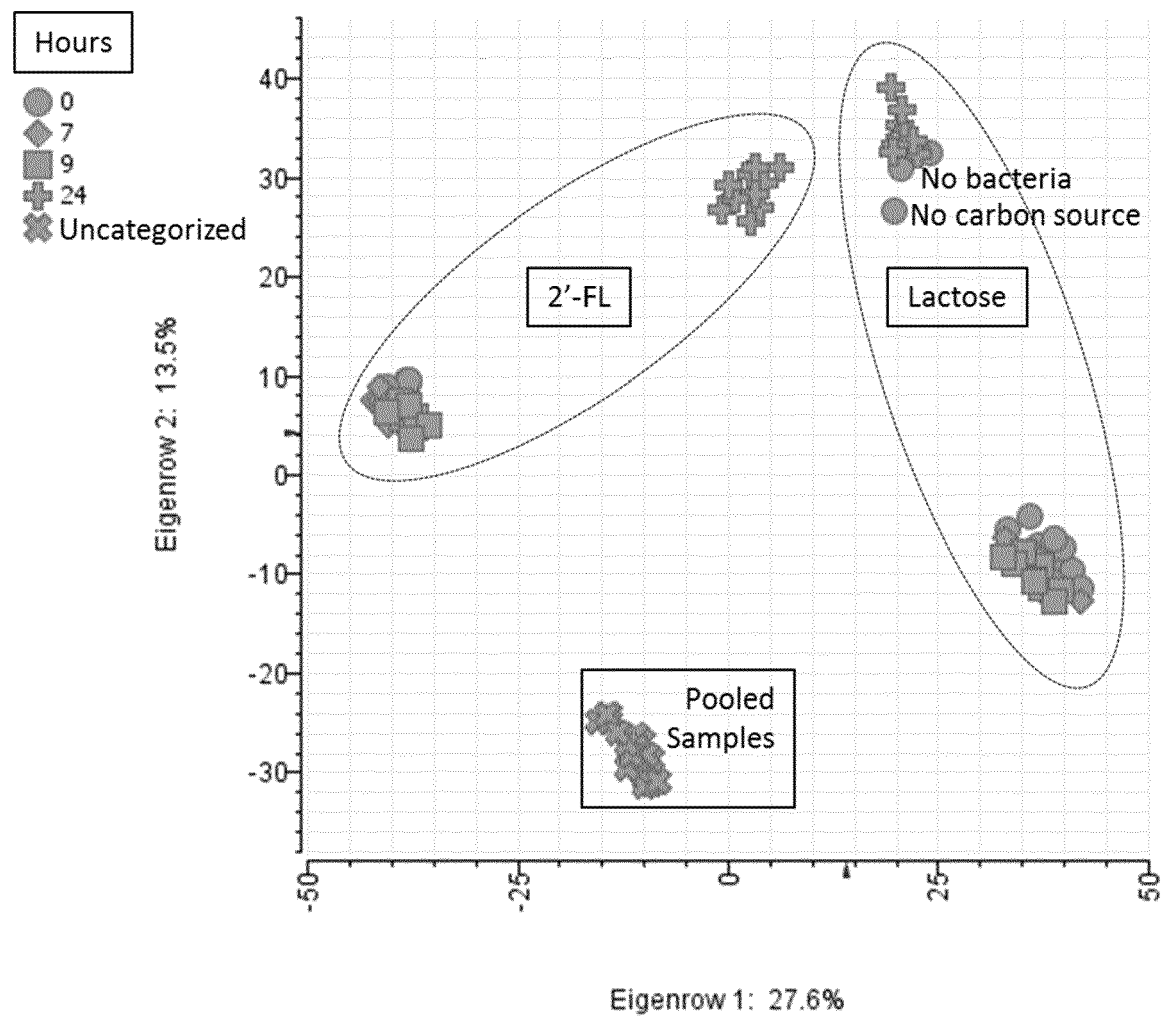 Hours
0
7
9
24
Uncategorized
40
30
20
10
0
-10
-20
-30
Eigenrow 2: 13.5%
No bacteria
No carbon source
2’-FL
Lactose
Pooled
Samples
-50
-25
0
25
50
Eigenrow 1: 27.6%